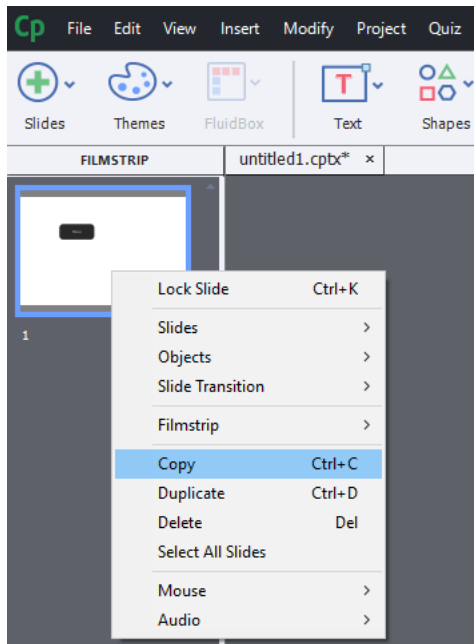 Cp File Edit View Insert Modify Project Quiz
Slides Themes FluidBox Text Shapes
FILMSTRIP untitled1.cptx* ×
1
Lock Slide Ctrl+K
Slides >
Objects >
Slide Transition >
Filmstrip >
Copy Ctrl+C
Duplicate Ctrl+D
Delete Del
Select All Slides
Mouse >
Audio >